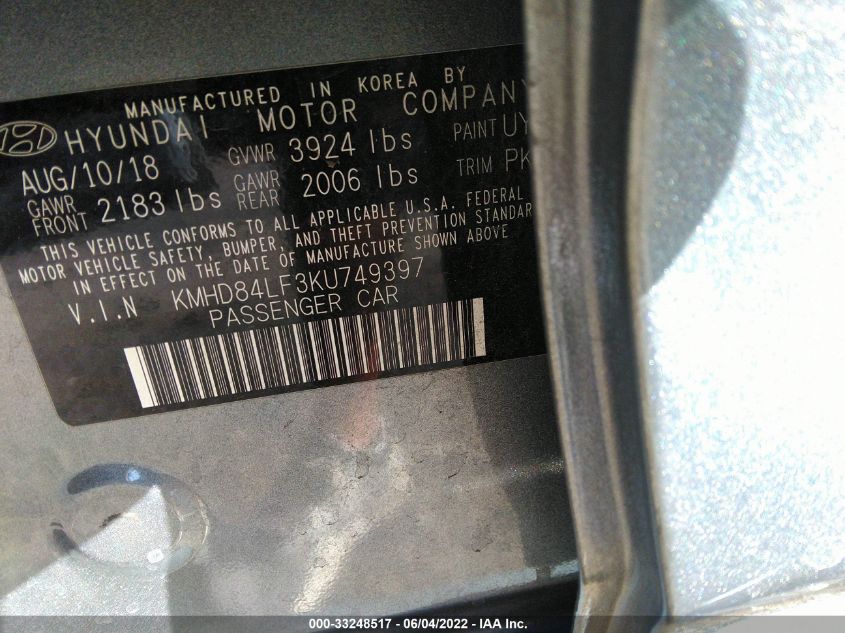 MANUFACTURED IN KOREA BY
HYUNDAI MOTOR COMPANY
AUG/10/18 GVWR 3924 lbs PAINT UY
GAWR FRONT 2183 lbs GAWR REAR 2006 lbs TRIM PK
THIS VEHICLE CONFORMS TO ALL APPLICABLE U.S.A. FEDERAL
MOTOR VEHICLE SAFETY, BUMPER, AND THEFT PREVENTION STANDAR
IN EFFECT ON THE DATE OF MANUFACTURE SHOWN ABOVE
V.I.N KMHD84LF3KU749397
PASSENGER CAR
000-33248517 - 06/04/2022 - IAA Inc.